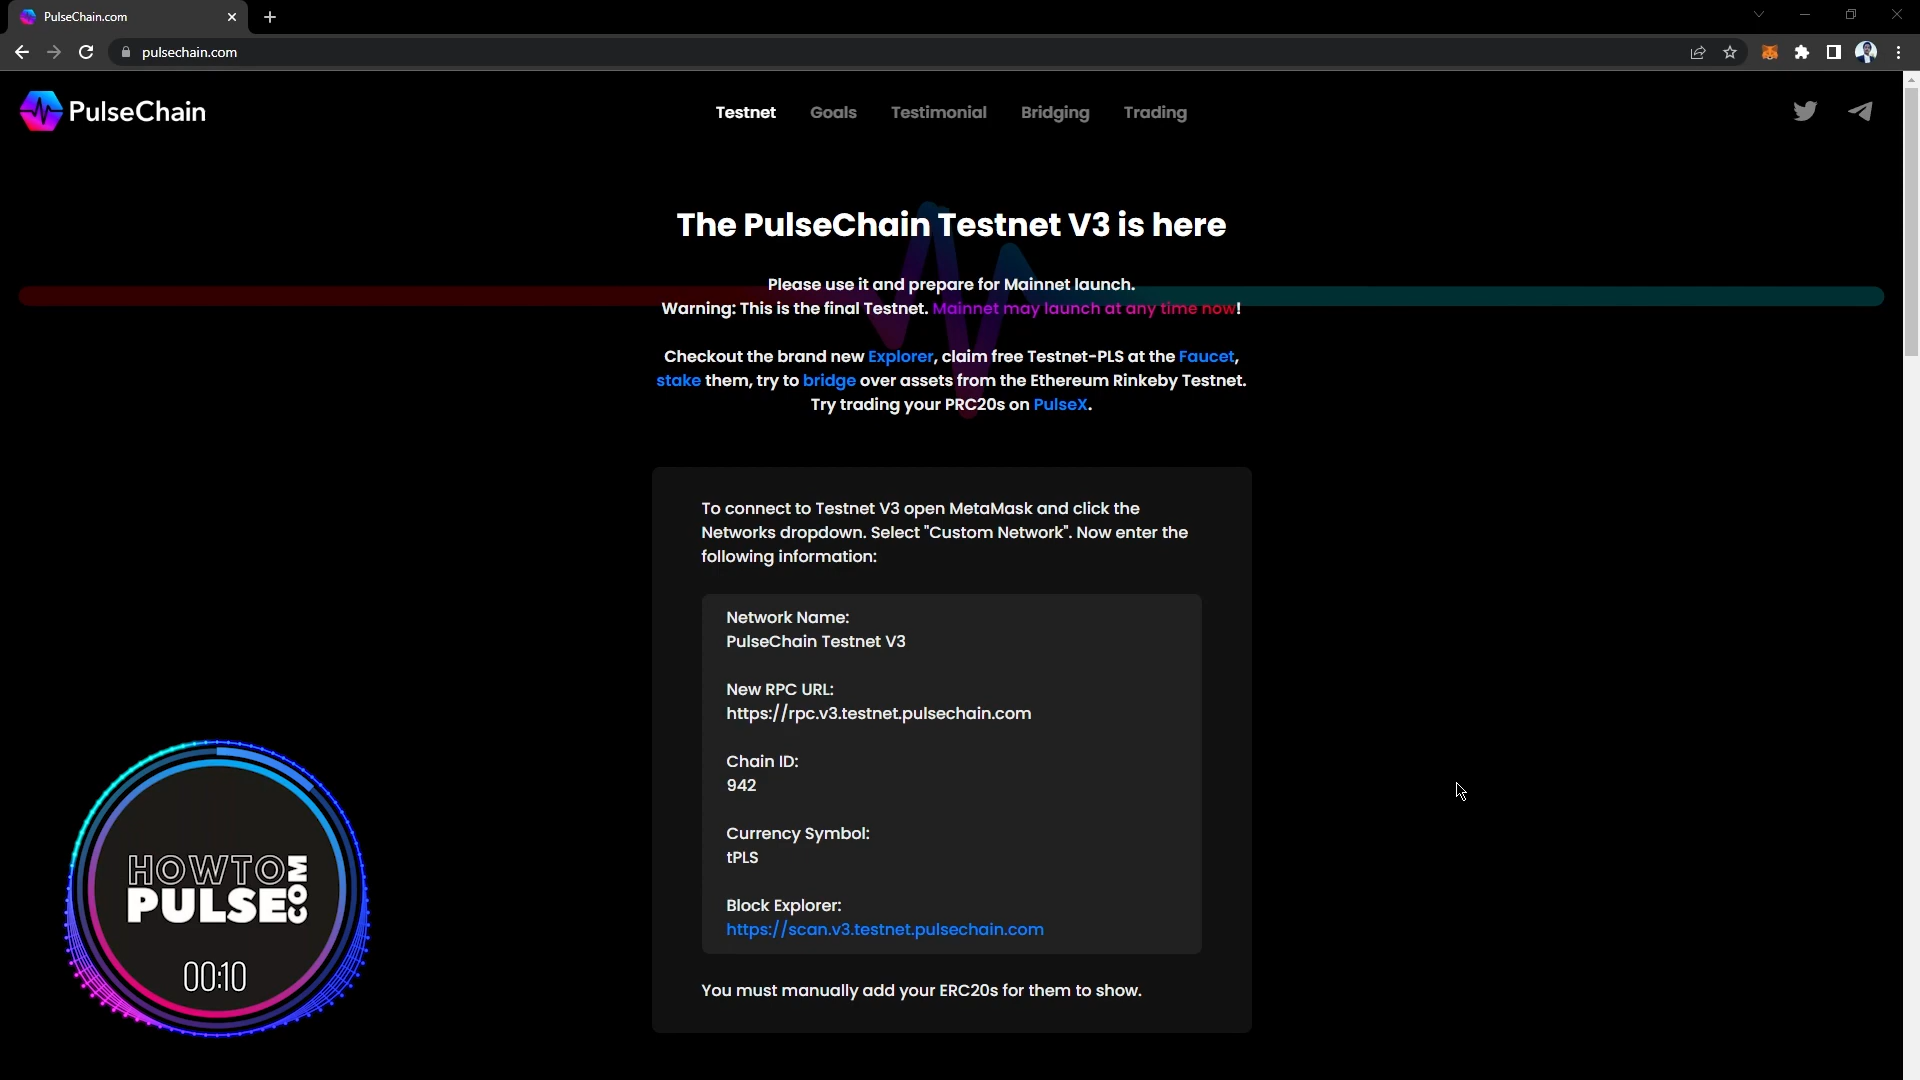 PulseChain.com
pulsechain.com
PulseChain
Testnet Goals Testimonial Bridging Trading
The PulseChain Testnet V3 is here
Please use it and prepare for Mainnet launch.
Warning: This is the final Testnet. Mainnet may launch at any time now!
Checkout the brand new Explorer, claim free Testnet-PLS at the Faucet,
stake them, try to bridge over assets from the Ethereum Rinkeby Testnet.
Try trading your PRC20s on PulseX.
To connect to Testnet V3 open MetaMask and click the
Networks dropdown. Select "Custom Network". Now enter the
following information:
Network Name:
PulseChain Testnet V3
New RPC URL:
https://rpc.v3.testnet.pulsechain.com
Chain ID:
942
Currency Symbol:
tPLS
Block Explorer:
https://scan.v3.testnet.pulsechain.com
You must manually add your ERC20s for them to show.
HOWTO
PULSE.COM
00:10